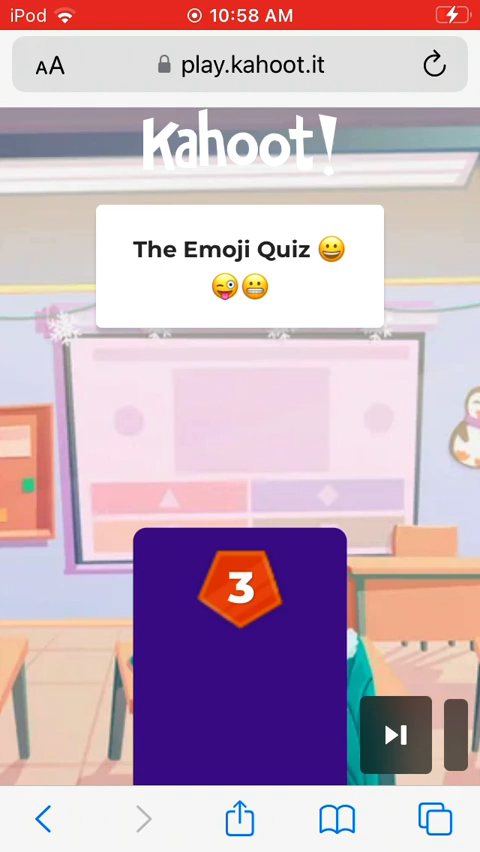 iPod 10:58 AM
AA play.kahoot.it
Kahoot!
The Emoji Quiz 😀
😜😬
3